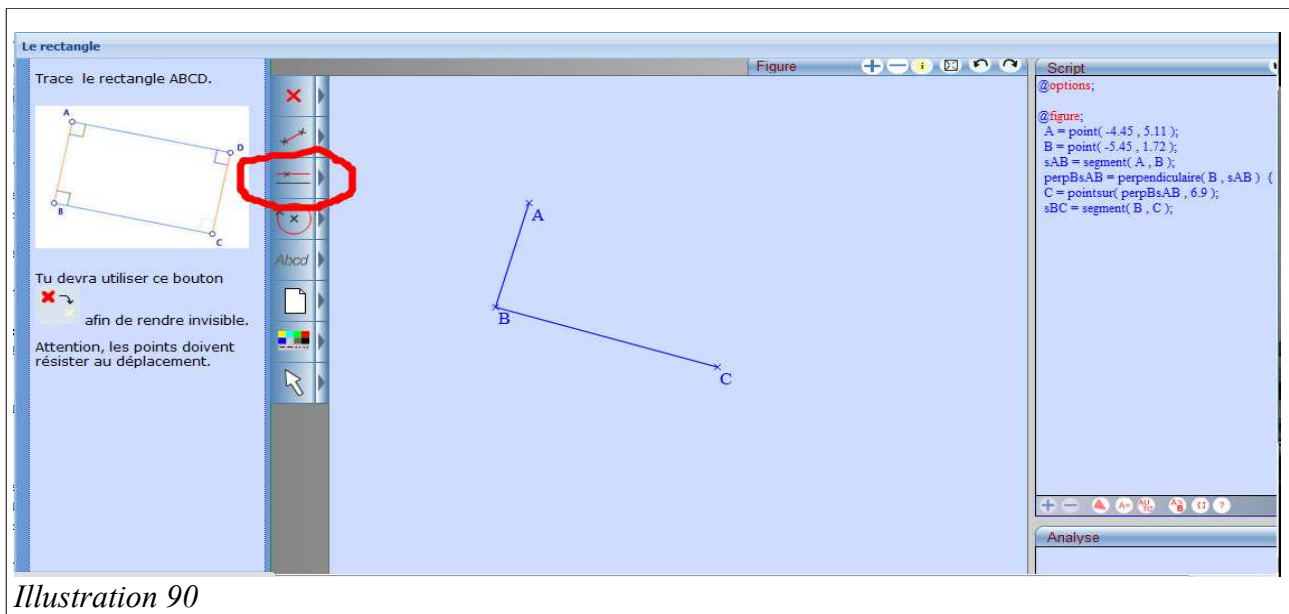 Le rectangle
Trace le rectangle ABCD.
A
D
B
C
Tu devra utiliser ce bouton
afin de rendre invisible.
Attention, les points doivent
résister au déplacement.
Abcd
Figure
A
B
C
Script
@options;
@figure;
A = point( -4.45 , 5.11 );
B = point( -5.45 , 1.72 );
sAB = segment( A , B );
perpBsAB = perpendiculaire( B , sAB ) {
C = pointsur( perpBsAB , 6.9 );
sBC = segment( B , C );
Analyse
Illustration 90